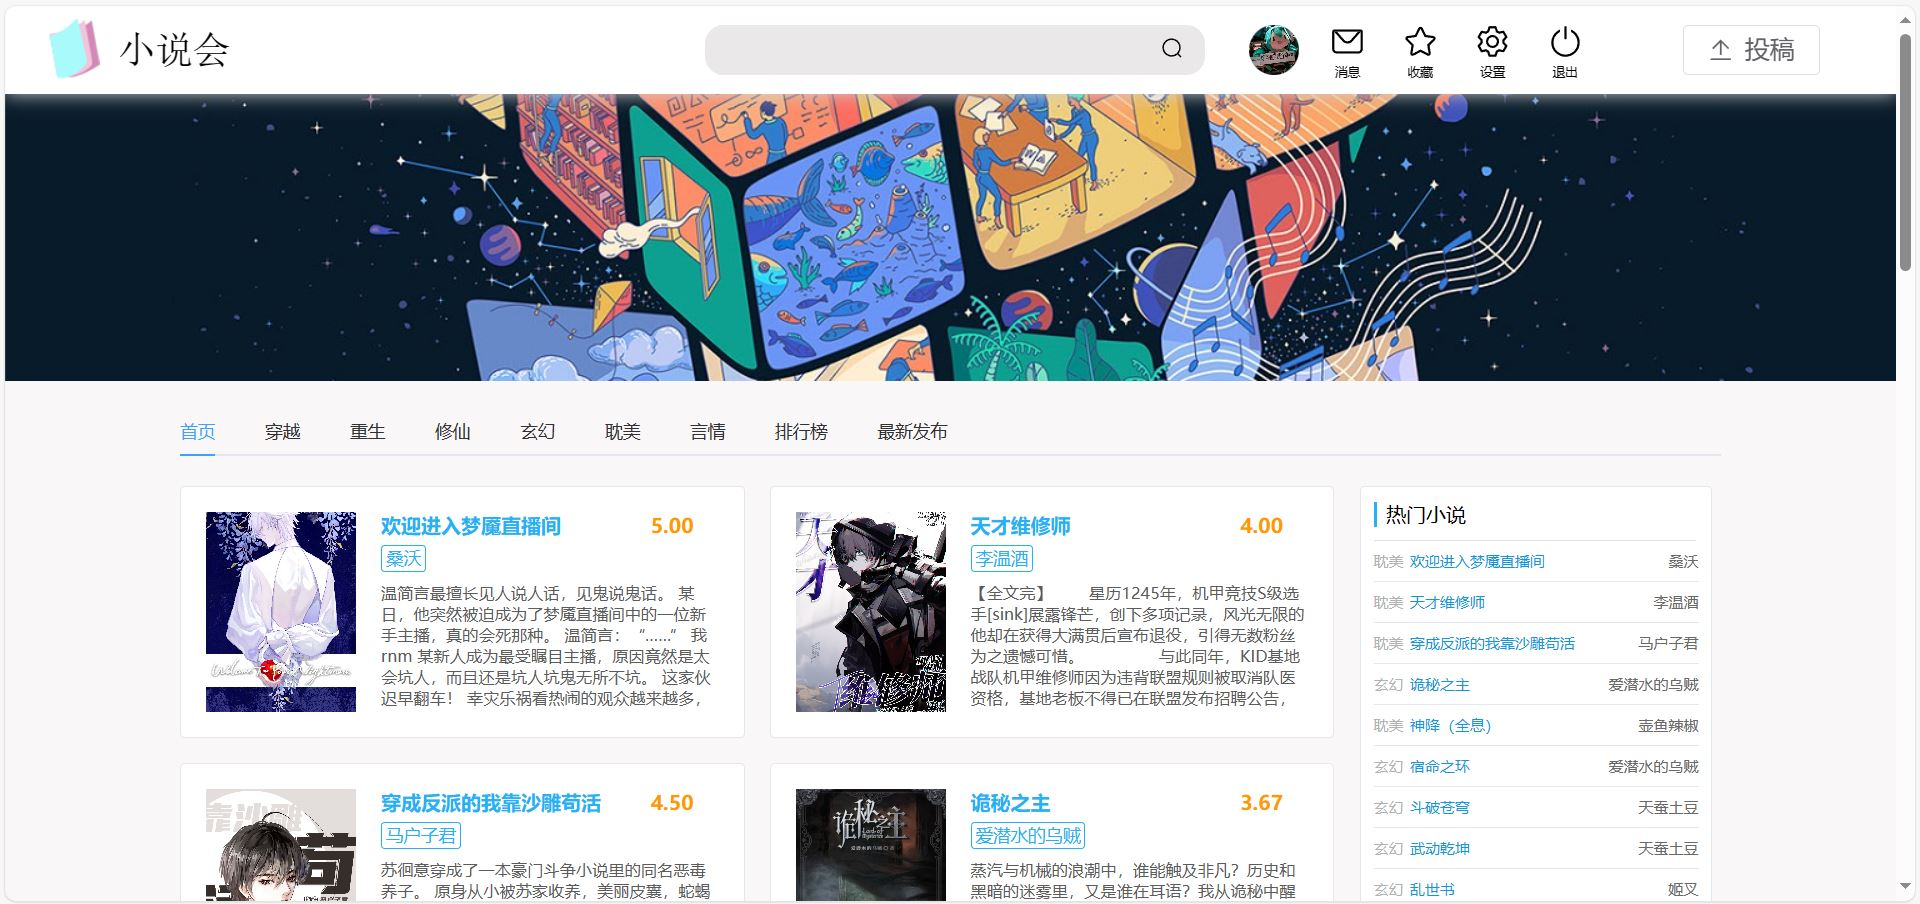 小说会
消息
收藏
设置
退出
投稿
首页 穿越 重生 修仙 玄幻 耽美 言情 排行榜 最新发布
欢迎进入梦魇直播间 5.00
桑沃
温简言最擅长见人说人话，见鬼说鬼话。 某
日，他突然被迫成为了梦魇直播间中的一位新
手主播，真的会死那种。 温简言：“......” 我
rnm 某新人成为最受瞩目主播，原因竟然是太
会坑人，而且还是坑人坑鬼无所不坑。 这家伙
迟早翻车！ 幸灾乐祸看热闹的观众越来越多，
天才维修师 4.00
李温酒
【全文完】 星历1245年，机甲竞技S级选
手[sink]展露锋芒，创下多项记录，风光无限的
他却在获得大满贯后宣布退役，引得无数粉丝
为之遗憾可惜。 与此同年，KID基地
战队机甲维修师因为违背联盟规则被取消队医
资格，基地老板不得已在联盟发布招聘公告，
维修师
穿成反派的我靠沙雕苟活 4.50
马户子君
苏徊意穿成了一本豪门斗争小说里的同名恶毒
养子。 原身从小被苏家收养，美丽皮囊，蛇蝎
靠沙雕
苟
诡秘之主 3.67
爱潜水的乌贼
蒸汽与机械的浪潮中，谁能触及非凡？历史和
黑暗的迷雾里，又是谁在耳语？我从诡秘中醒
诡秘之主
热门小说
耽美 欢迎进入梦魇直播间 桑沃
耽美 天才维修师 李温酒
耽美 穿成反派的我靠沙雕苟活 马户子君
玄幻 诡秘之主 爱潜水的乌贼
耽美 神降（全息） 壶鱼辣椒
玄幻 宿命之环 爱潜水的乌贼
玄幻 斗破苍穹 天蚕土豆
玄幻 武动乾坤 天蚕土豆
玄幻 乱世书 姬叉